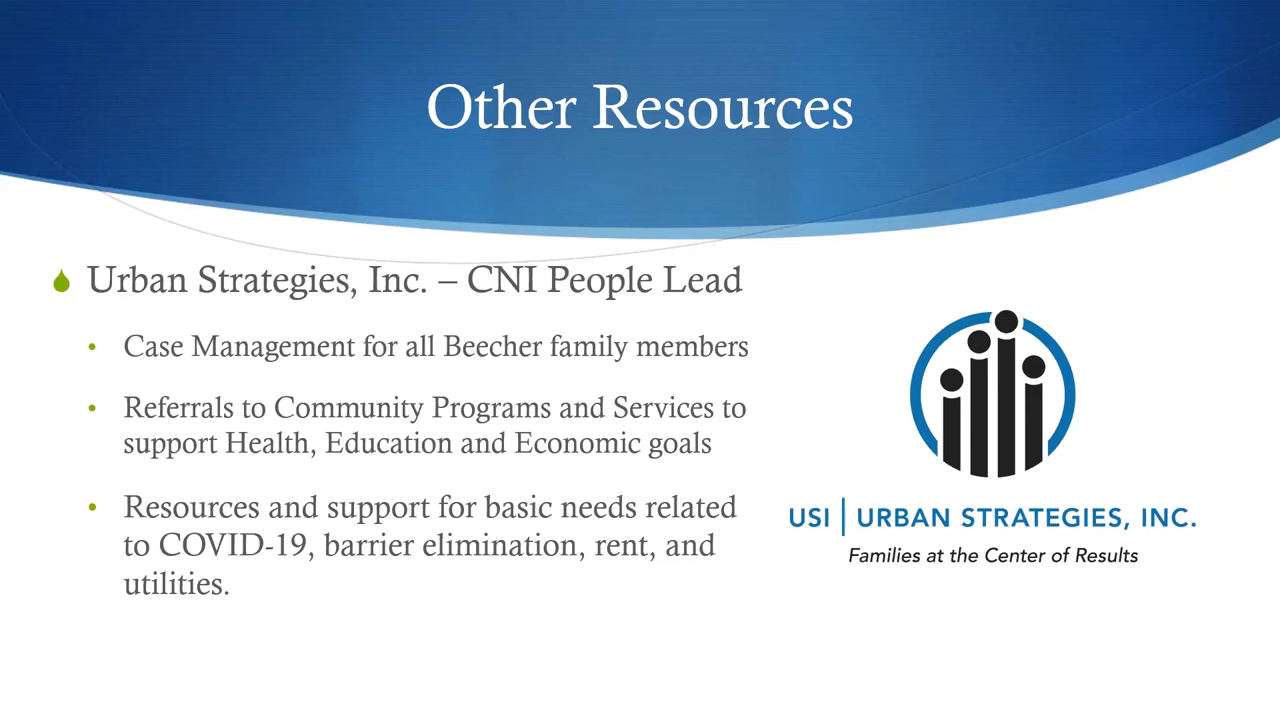 Other Resources
Urban Strategies, Inc. – CNI People Lead
• Case Management for all Beecher family members
• Referrals to Community Programs and Services to
support Health, Education and Economic goals
• Resources and support for basic needs related
to COVID-19, barrier elimination, rent, and
utilities.
USI | URBAN STRATEGIES, INC.
Families at the Center of Results